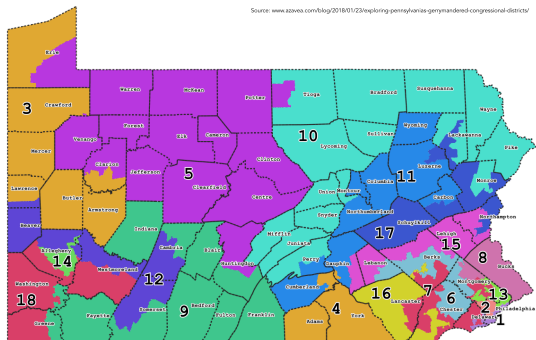 Source: www.azavea.com/blog/2018/01/23/exploring-pennsylvanias-gerrymandered-congressional-districts/
Erie
Warren
McKean
Potter
Tioga
Bradford
Susquehanna
Wayne
3
Crawford
Forest
Venango
Elk
Cameron
10
Sullivan
Wyoming
Lackawanna
Pike
Mercer
Clarion
Jefferson
5
Clinton
Lycoming
Luzerne
11
Monroe
Lawrence
Butler
Armstrong
Clearfield
Centre
Union
Montour
Columbia
Carbon
Beaver
Indiana
Snyder
Northumberland
Schuylkill
Northampton
17
Allegheny
14
Cambria
Blair
Huntingdon
Mifflin
Juniata
Perry
Dauphin
Lebanon
Lehigh
15
Berks
8
Bucks
Westmoreland
12
Washington
18
Somerset
Bedford
9
Fulton
Franklin
Cumberland
4
Adams
York
16
Lancaster
7
6
Chester
Montgomery
13
2
Philadelphia
Delaware
1
Greene
Fayette